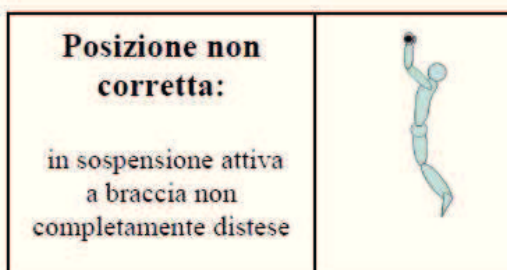 Posizione non
corretta:
in sospensione attiva
a braccia non
completamente distese